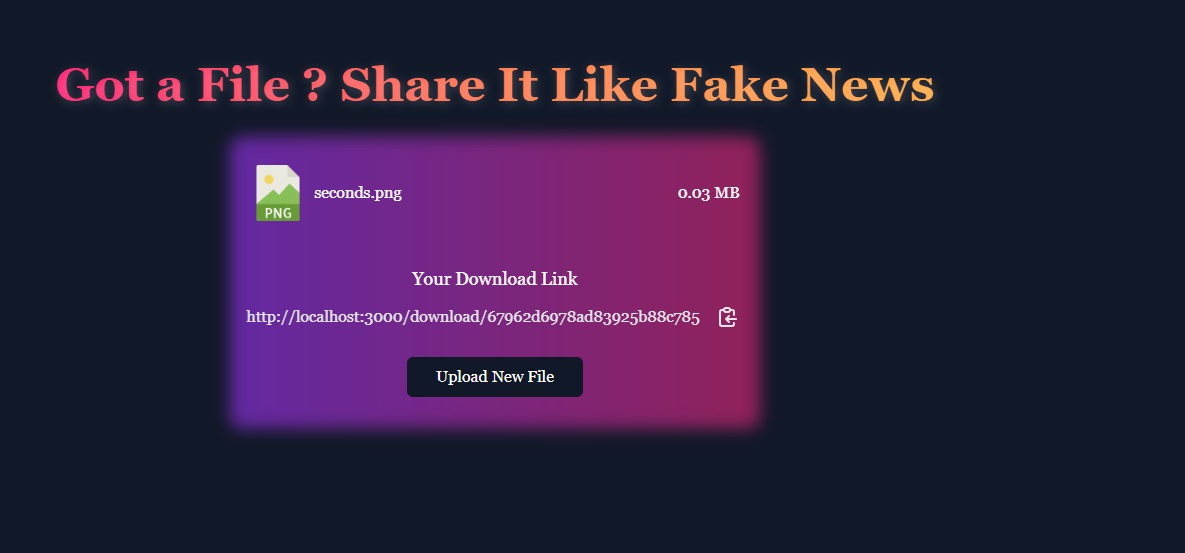 Got a File ? Share It Like Fake News
PNG
seconds.png
0.03 MB
Your Download Link
http://localhost:3000/download/67962d6978ad83925b88c785
Upload New File